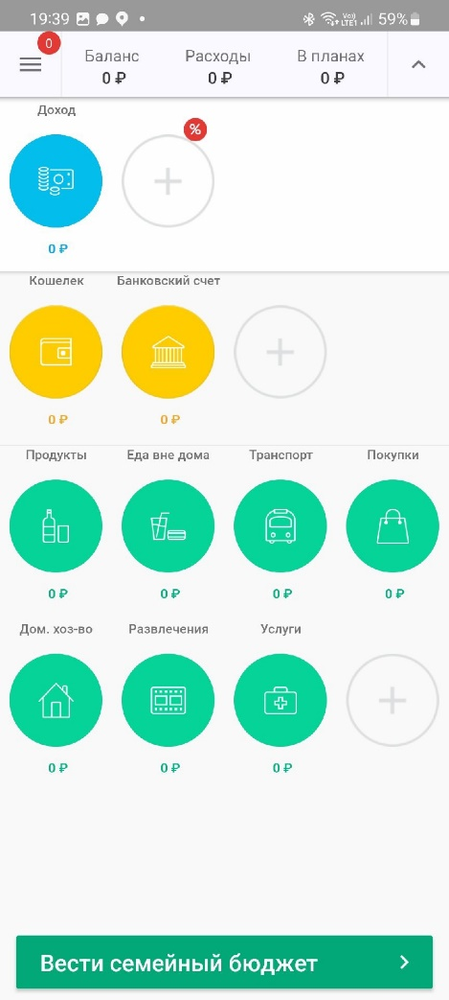 19:39 Vo)) LTE1 59%
0
Баланс Расходы В планах
0 ₽ 0 ₽ 0 ₽
Доход
%
0 ₽
Кошелек Банковский счет
0 ₽ 0 ₽
Продукты Еда вне дома Транспорт Покупки
0 ₽ 0 ₽ 0 ₽ 0 ₽
Дом. хоз-во Развлечения Услуги
0 ₽ 0 ₽ 0 ₽
Вести семейный бюджет